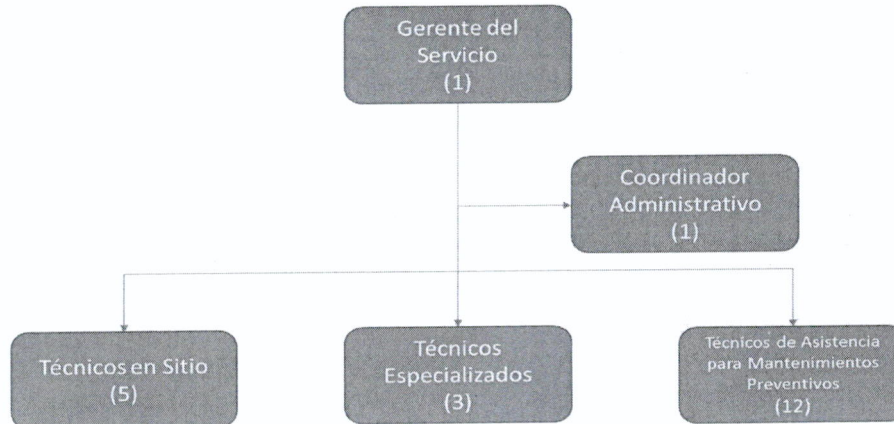 Gerente del
Servicio
(1)
Coordinador
Administrativo
(1)
Técnicos en Sitio
(5)
Técnicos
Especializados
(3)
Técnicos de Asistencia
para Mantenimientos
Preventivos
(12)